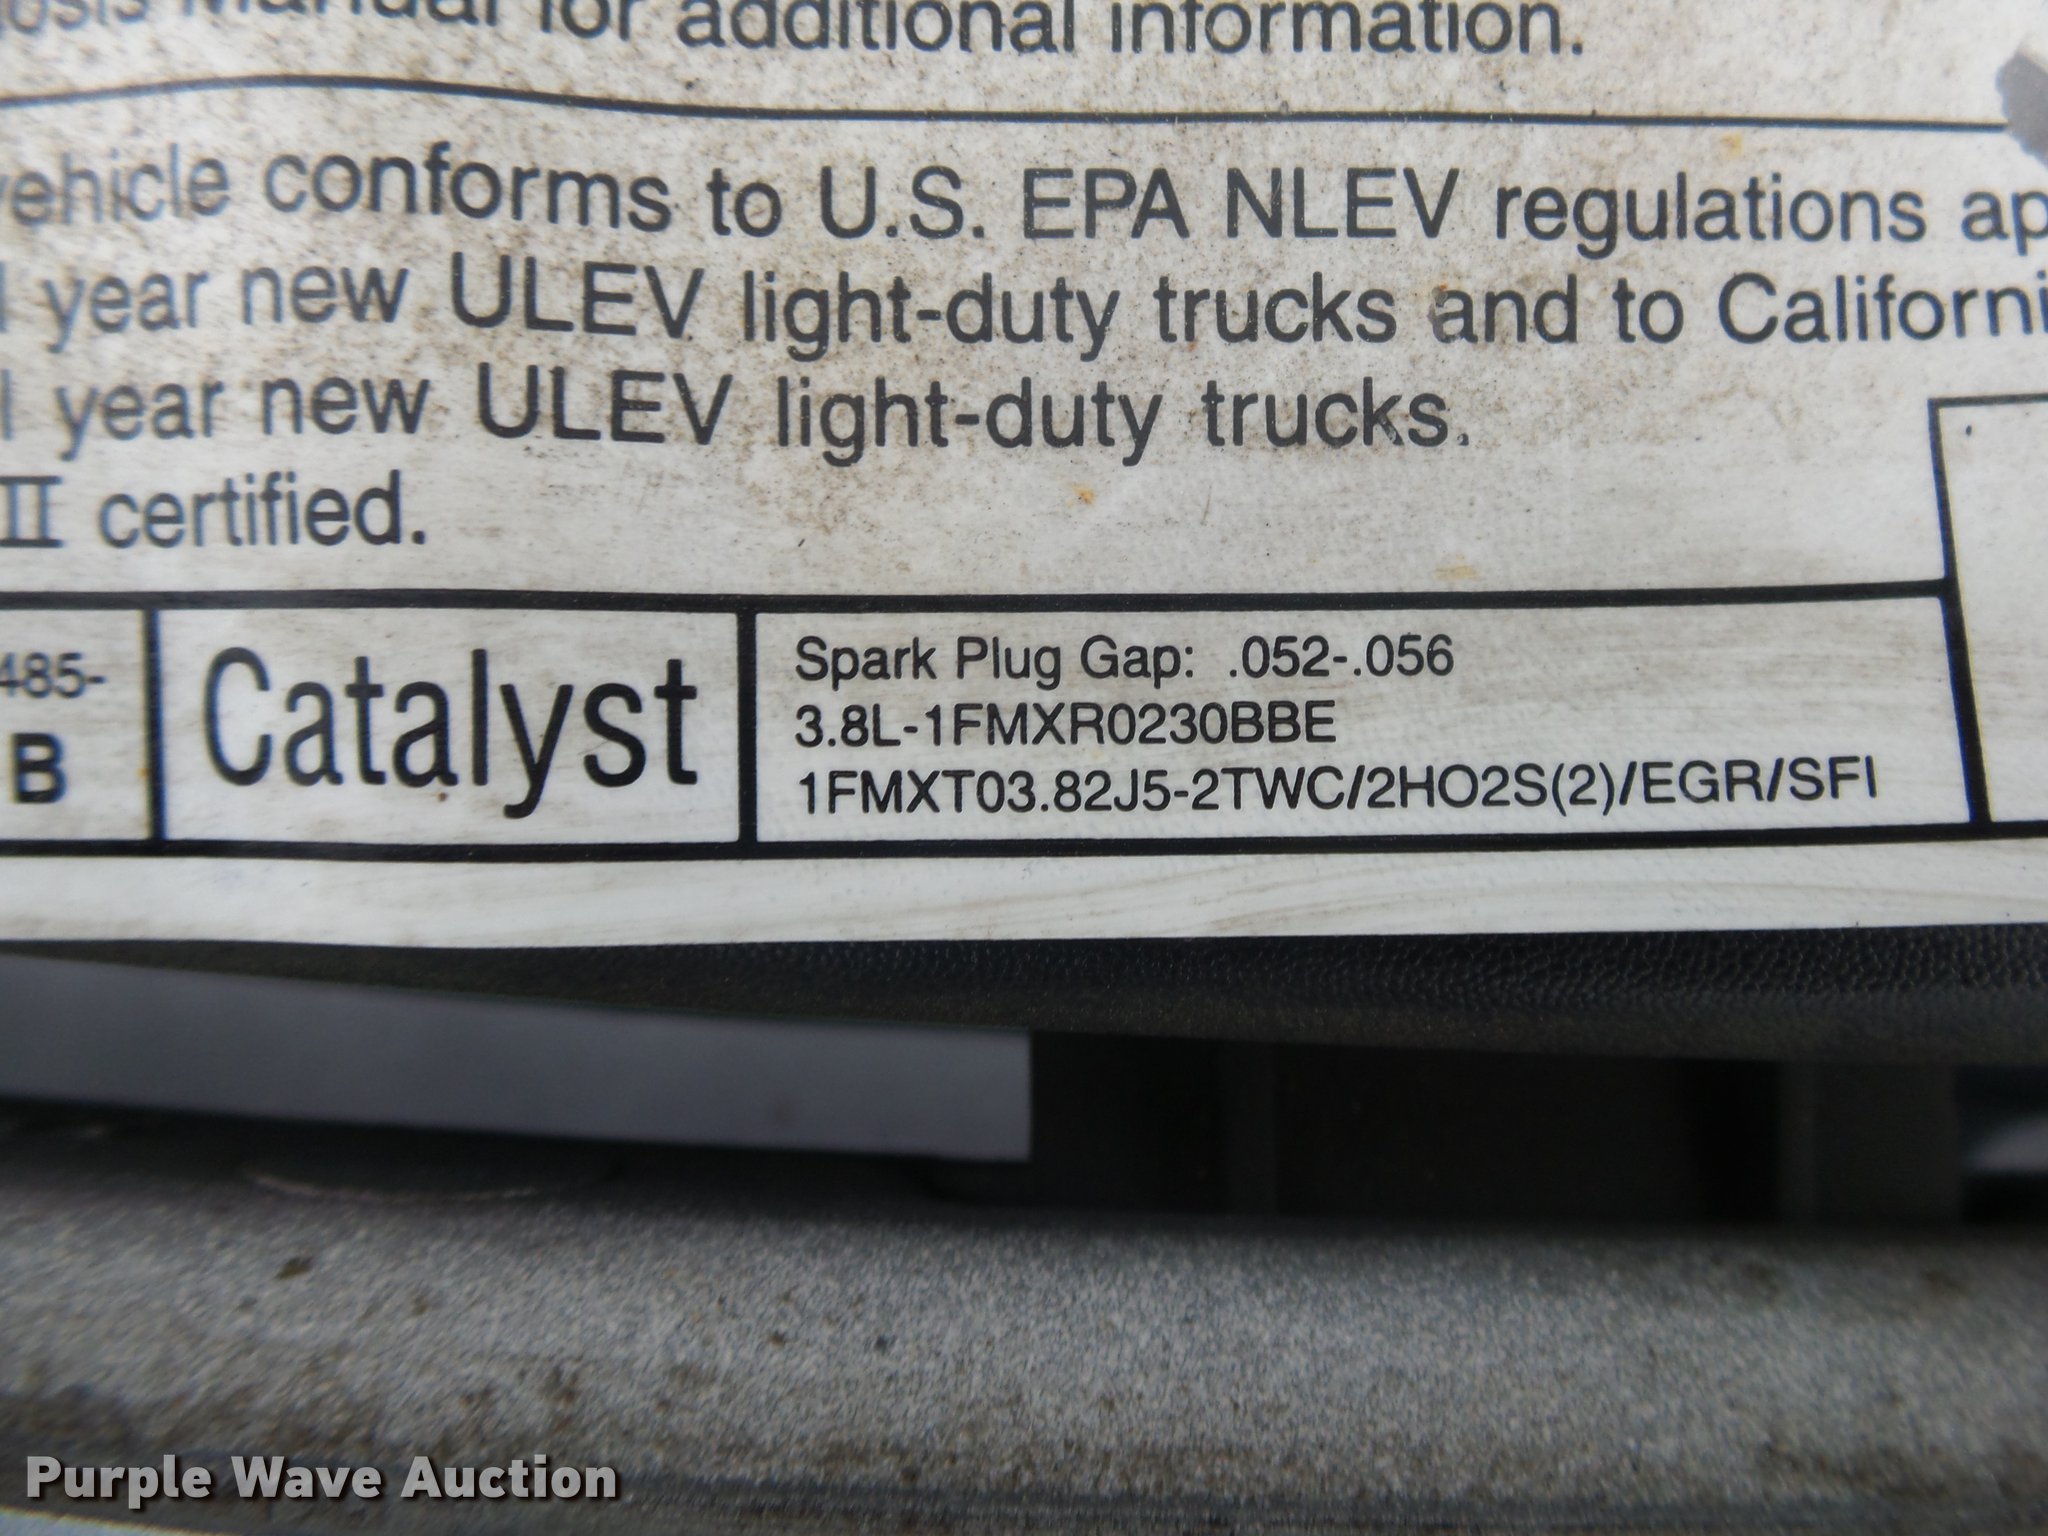 Manual for additional information.
vehicle conforms to U.S. EPA NLEV regulations ap
l year new ULEV light-duty trucks and to Californi
l year new ULEV light-duty trucks.
II certified.
485-
B
Catalyst
Spark Plug Gap: .052-.056
3.8L-1FMXR0230BBE
1FMXT03.82J5-2TWC/2HO2S(2)/EGR/SFI
Purple Wave Auction